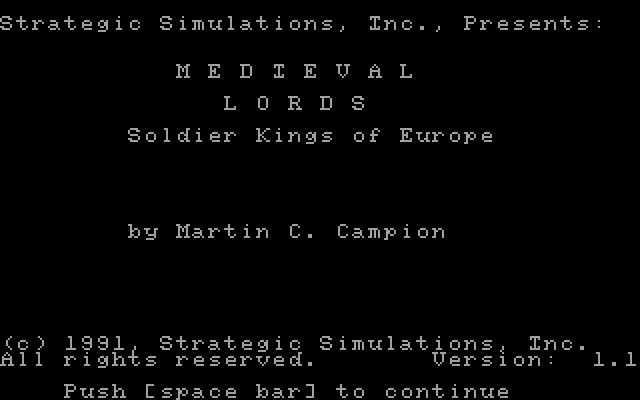 Strategic Simulations, Inc., Presents:
M E D I E V A L
L O R D S
Soldier Kings of Europe
by Martin C. Campion
(c) 1991, Strategic Simulations, Inc.
All rights reserved. Version: 1.1
Push [space bar] to continue